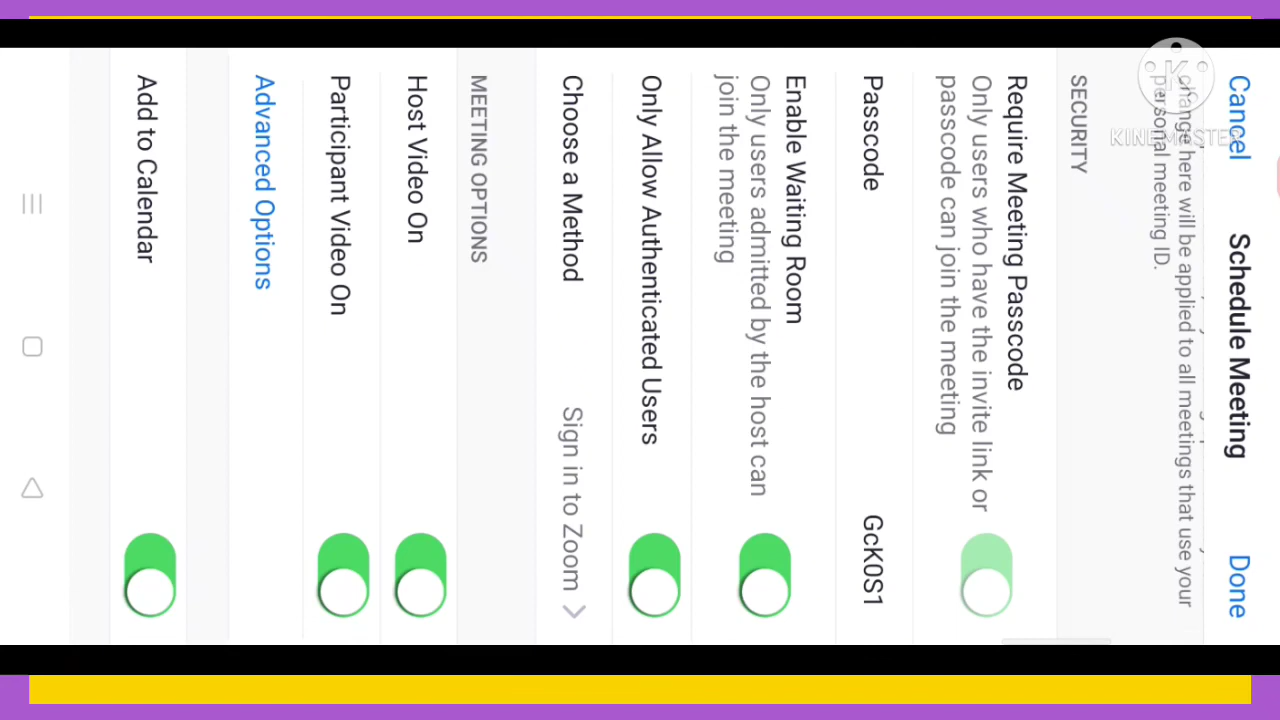 Cancel Schedule Meeting Done
change here will be applied to all meetings that use your
personal meeting ID.
KINEMASTER
SECURITY
Require Meeting Passcode
Only users who have the invite link or
passcode can join the meeting
Passcode GcK0S1
Enable Waiting Room
Only users admitted by the host can
join the meeting
Only Allow Authenticated Users
Choose a Method Sign in to Zoom >
MEETING OPTIONS
Host Video On
Participant Video On
Advanced Options
Add to Calendar